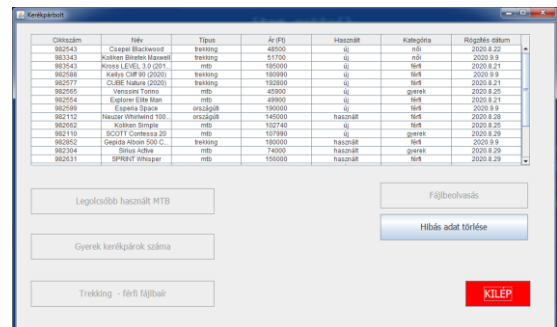 Kerékpárbolt
Cikkszám Név Típus Ár (Ft) Használt Kategória Rögzítés dátum
982543 Csepel Blackwood trekking 48500 új női 2020.8.22
983343 Koliken Biketek Maxwell trekking 51700 új női 2020.9.9
983543 Kross LEVEL 3.0 (201... mtb 185000 új férfi 2020.8.21
982588 Kellys Cliff 90 (2020) trekking 160990 új férfi 2020.9.9
982577 CUBE Nature (2020) trekking 192800 új férfi 2020.8.21
982565 Venssini Torino mtb 45900 új gyerek 2020.8.25
982554 Explorer Elite Man mtb 49900 új férfi 2020.8.21
982599 Esperia Space országúti 190000 új férfi 2020.9.9
982112 Neuzer Whirlwind 100... országúti 145000 használt férfi 2020.8.28
982662 Koliken Simple mtb 102740 új férfi 2020.8.25
982110 SCOTT Contessa 20 mtb 107990 új gyerek 2020.8.29
982852 Gepida Alboin 500 C... trekking 180000 használt férfi 2020.9.9
982304 Sirius Active mtb 74000 használt gyerek 2020.8.29
982631 SPRINT Whisper mtb 156000 használt férfi 2020.8.29
Legolcsóbb használt MTB
Fájlbeolvasás
Hibás adat törlése
Gyerek kerékpárok száma
Trekking - férfi fájlbaír
KILÉP